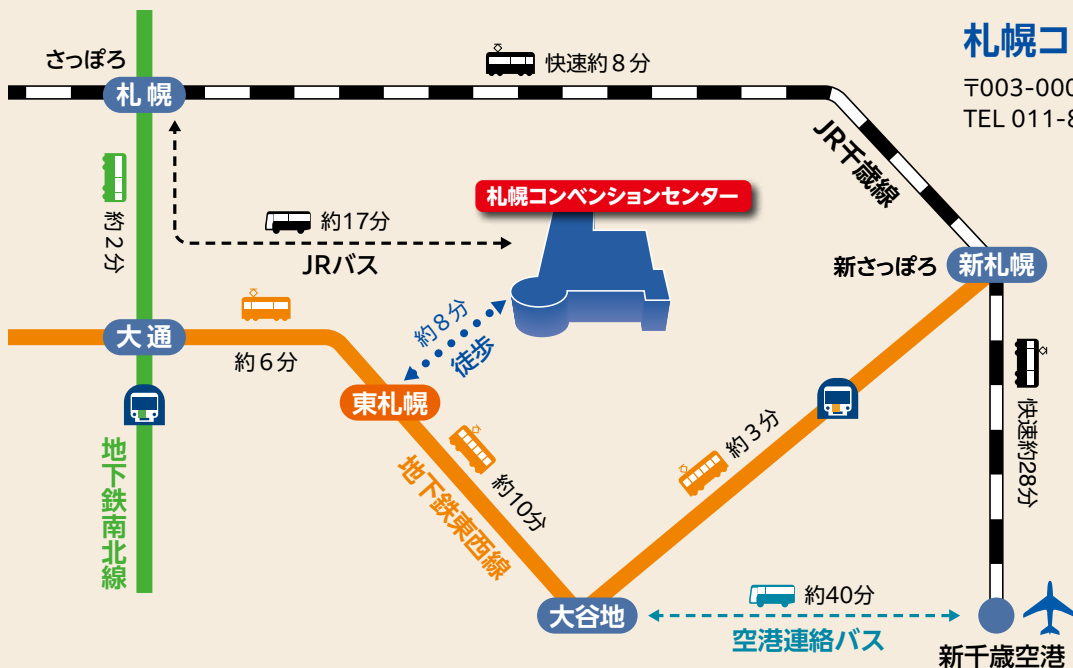 さっぽろ
札幌
快速約8分
札幌コ
〒003-000
TEL 011-8
JR千歳線
約2分
約17分
JRバス
札幌コンベンションセンター
新さっぽろ
新札幌
大通
約6分
約8分
徒歩
東札幌
地下鉄南北線
地下鉄東西線
約10分
約3分
快速約28分
大谷地
約40分
空港連絡バス
新千歳空港